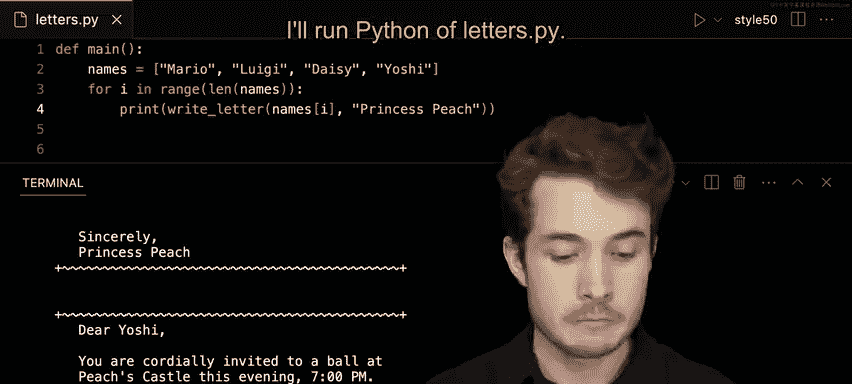 I'll run Python of letters.py.
letters.py
style50
1 def main():
2 names = ["Mario", "Luigi", "Daisy", "Yoshi"]
3 for i in range(len(names)):
4 print(write_letter(names[i], "Princess Peach"))
5
6
TERMINAL
Sincerely,
Princess Peach
+~~~~~~~~~~~~~~~~~~~~~~~~~~~~~~~~~~~~~~~~~+
+~~~~~~~~~~~~~~~~~~~~~~~~~~~~~~~~~~~~~~~~~+
Dear Yoshi,
You are cordially invited to a ball at
Peach's Castle this evening, 7:00 PM.